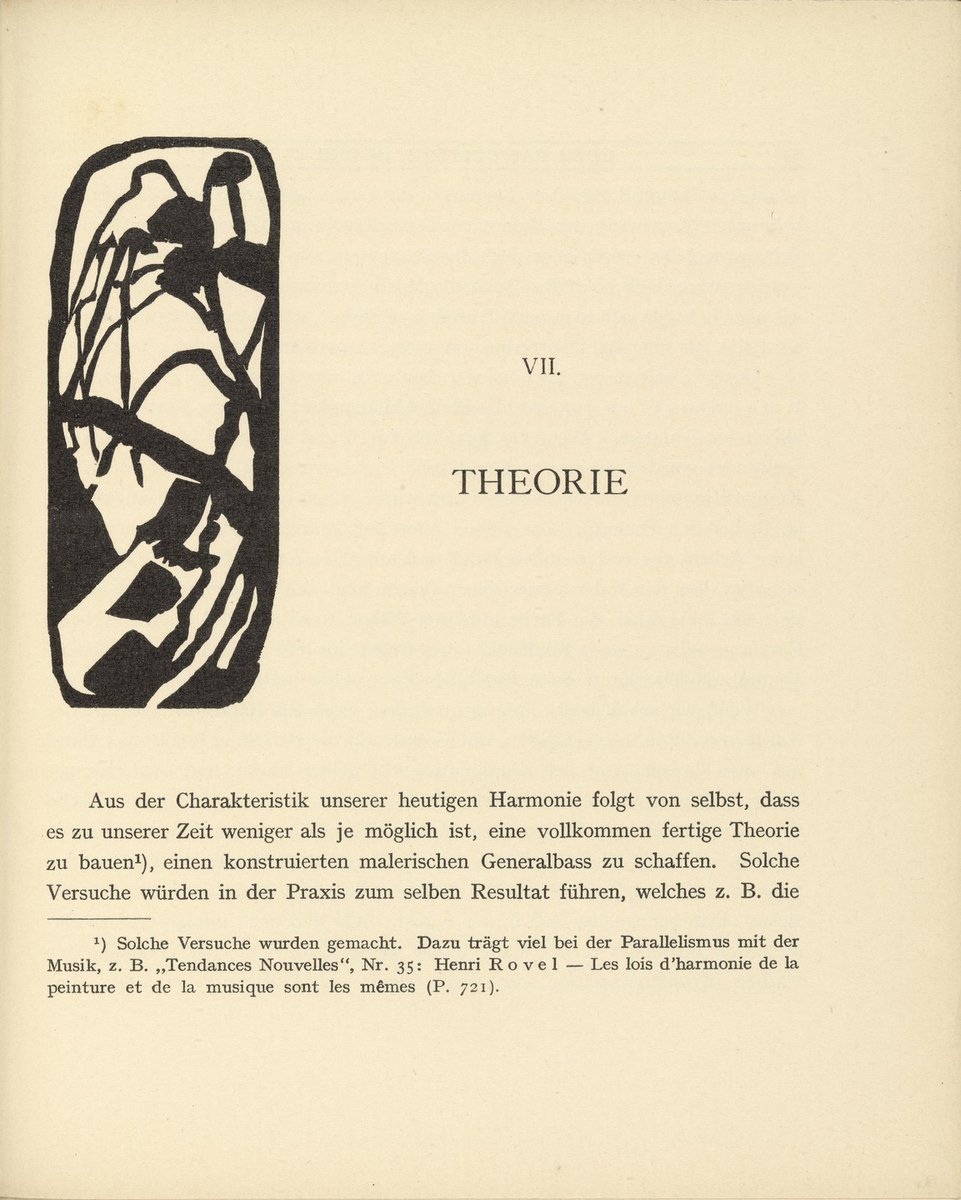 VII.
THEORIE
Aus der Charakteristik unserer heutigen Harmonie folgt von selbst, dass
es zu unserer Zeit weniger als je möglich ist, eine vollkommen fertige Theorie
zu bauen¹), einen konstruierten malerischen Generalbass zu schaffen. Solche
Versuche würden in der Praxis zum selben Resultat führen, welches z. B. die
¹) Solche Versuche wurden gemacht. Dazu trägt viel bei der Parallelismus mit der
Musik, z. B. „Tendances Nouvelles“, Nr. 35: Henri Rovel — Les lois d'harmonie de la
peinture et de la musique sont les mêmes (P. 721).